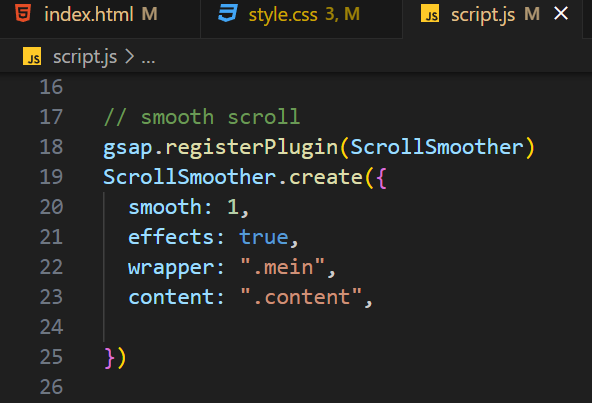 index.html M
style.css 3, M
script.js M ×
JS script.js > ...
16
17 // smooth scroll
18 gsap.registerPlugin(ScrollSmoother)
19 ScrollSmoother.create({
20 smooth: 1,
21 effects: true,
22 wrapper: ".mein",
23 content: ".content",
24
25 })
26